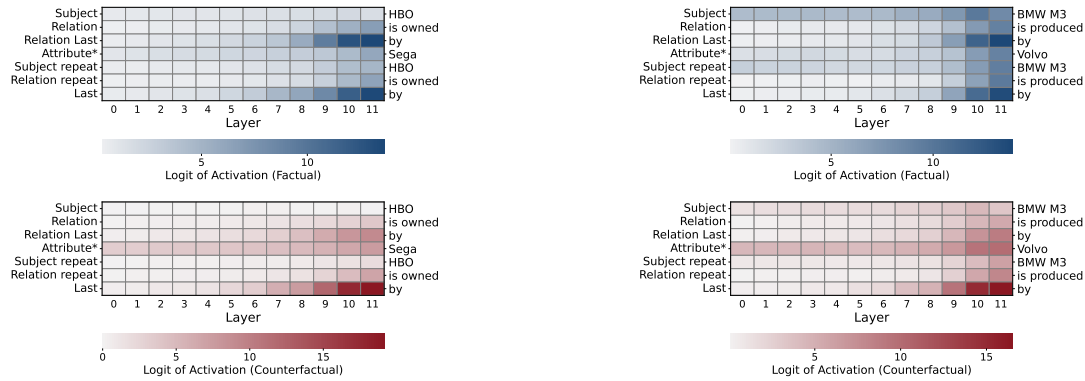 Subject HBO
Relation is owned
Relation Last by
Attribute* Sega
Subject repeat HBO
Relation repeat is owned
Last by
0 1 2 3 4 5 6 7 8 9 10 11
Layer
5 10
Logit of Activation (Factual)
Subject BMW M3
Relation is produced
Relation Last by
Attribute* Volvo
Subject repeat BMW M3
Relation repeat is produced
Last by
0 1 2 3 4 5 6 7 8 9 10 11
Layer
5 10
Logit of Activation (Factual)
Subject HBO
Relation is owned
Relation Last by
Attribute* Sega
Subject repeat HBO
Relation repeat is owned
Last by
0 1 2 3 4 5 6 7 8 9 10 11
Layer
0 5 10 15
Logit of Activation (Counterfactual)
Subject BMW M3
Relation is produced
Relation Last by
Attribute* Volvo
Subject repeat BMW M3
Relation repeat is produced
Last by
0 1 2 3 4 5 6 7 8 9 10 11
Layer
5 10 15
Logit of Activation (Counterfactual)